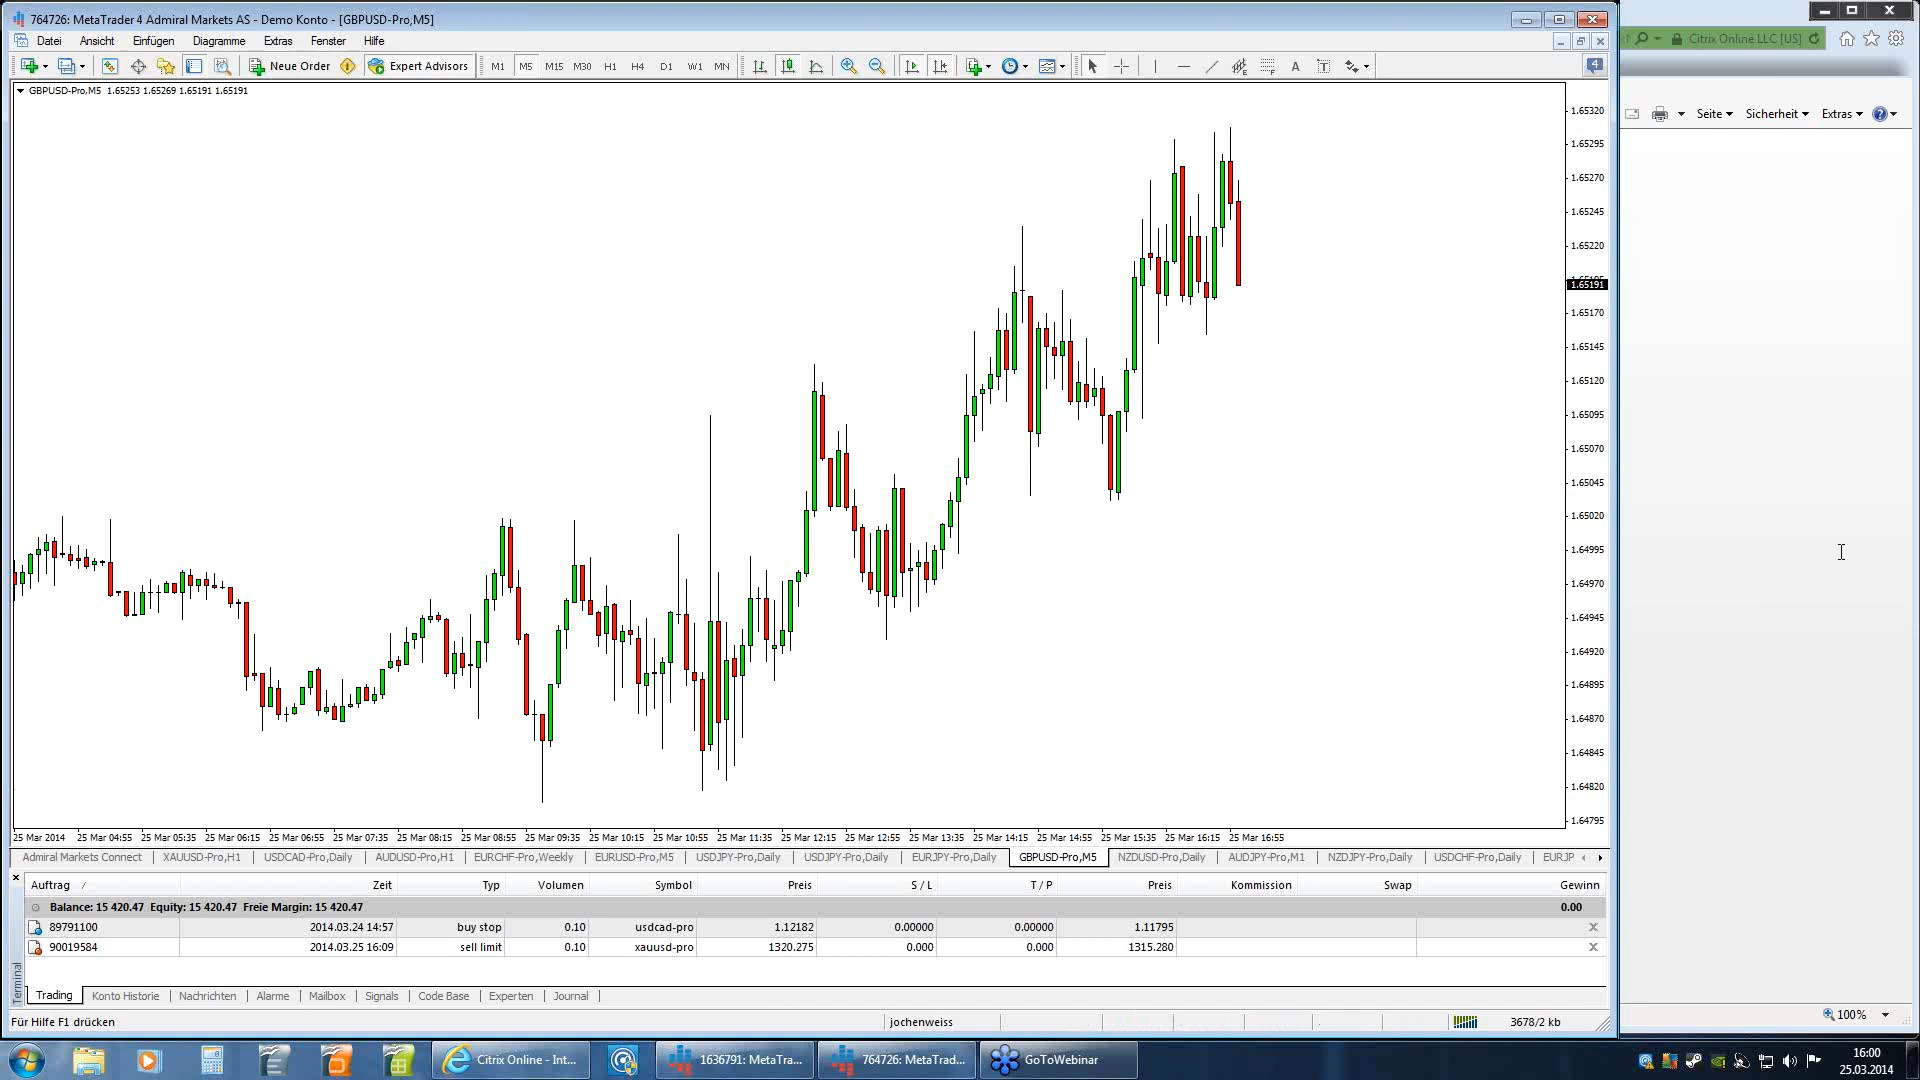 764726: MetaTrader 4 Admiral Markets AS - Demo Konto - [GBPUSD-Pro,M5]
Datei Ansicht Einfügen Diagramme Extras Fenster Hilfe
Citrix Online LLC [US]
Neue Order Expert Advisors M1 M5 M15 M30 H1 H4 D1 W1 MN A T 4
Seite Sicherheit Extras
GBPUSD-Pro,M5 1.65253 1.65269 1.65191 1.65191
1.65320
1.65295
1.65270
1.65245
1.65220
1.65191
1.65170
1.65145
1.65120
1.65095
1.65070
1.65045
1.65020
1.64995
1.64970
1.64945
1.64920
1.64895
1.64870
1.64845
1.64820
1.64795
25 Mar 2014 25 Mar 04:55 25 Mar 05:35 25 Mar 06:15 25 Mar 06:55 25 Mar 07:35 25 Mar 08:15 25 Mar 08:55 25 Mar 09:35 25 Mar 10:15 25 Mar 10:55 25 Mar 11:35 25 Mar 12:15 25 Mar 12:55 25 Mar 13:35 25 Mar 14:15 25 Mar 14:55 25 Mar 15:35 25 Mar 16:15 25 Mar 16:55
Admiral Markets Connect XAUUSD-Pro,H1 USDCAD-Pro,Daily AUDUSD-Pro,H1 EURCHF-Pro,Weekly EURUSD-Pro,M5 USDJPY-Pro,Daily USDJPY-Pro,Daily EURJPY-Pro,Daily GBPUSD-Pro,M5 NZDUSD-Pro,Daily AUDJPY-Pro,M1 NZDJPY-Pro,Daily USDCHF-Pro,Daily EURJP
Auftrag / Zeit Typ Volumen Symbol Preis S / L T / P Preis Kommission Swap Gewinn
Balance: 15 420.47 Equity: 15 420.47 Freie Margin: 15 420.47 0.00
89791100 2014.03.24 14:57 buy stop 0.10 usdcad-pro 1.12182 0.00000 0.00000 1.11795
90019584 2014.03.25 16:09 sell limit 0.10 xauusd-pro 1320.275 0.000 0.000 1315.280
Terminal
Trading Konto Historie Nachrichten Alarme Mailbox Signals Code Base Experten Journal
100%
Für Hilfe F1 drücken jochenweiss 3678/2 kb
Citrix Online - Int... 1636791: MetaTra... 764726: MetaTrad... GoToWebinar
16:00
25.03.2014